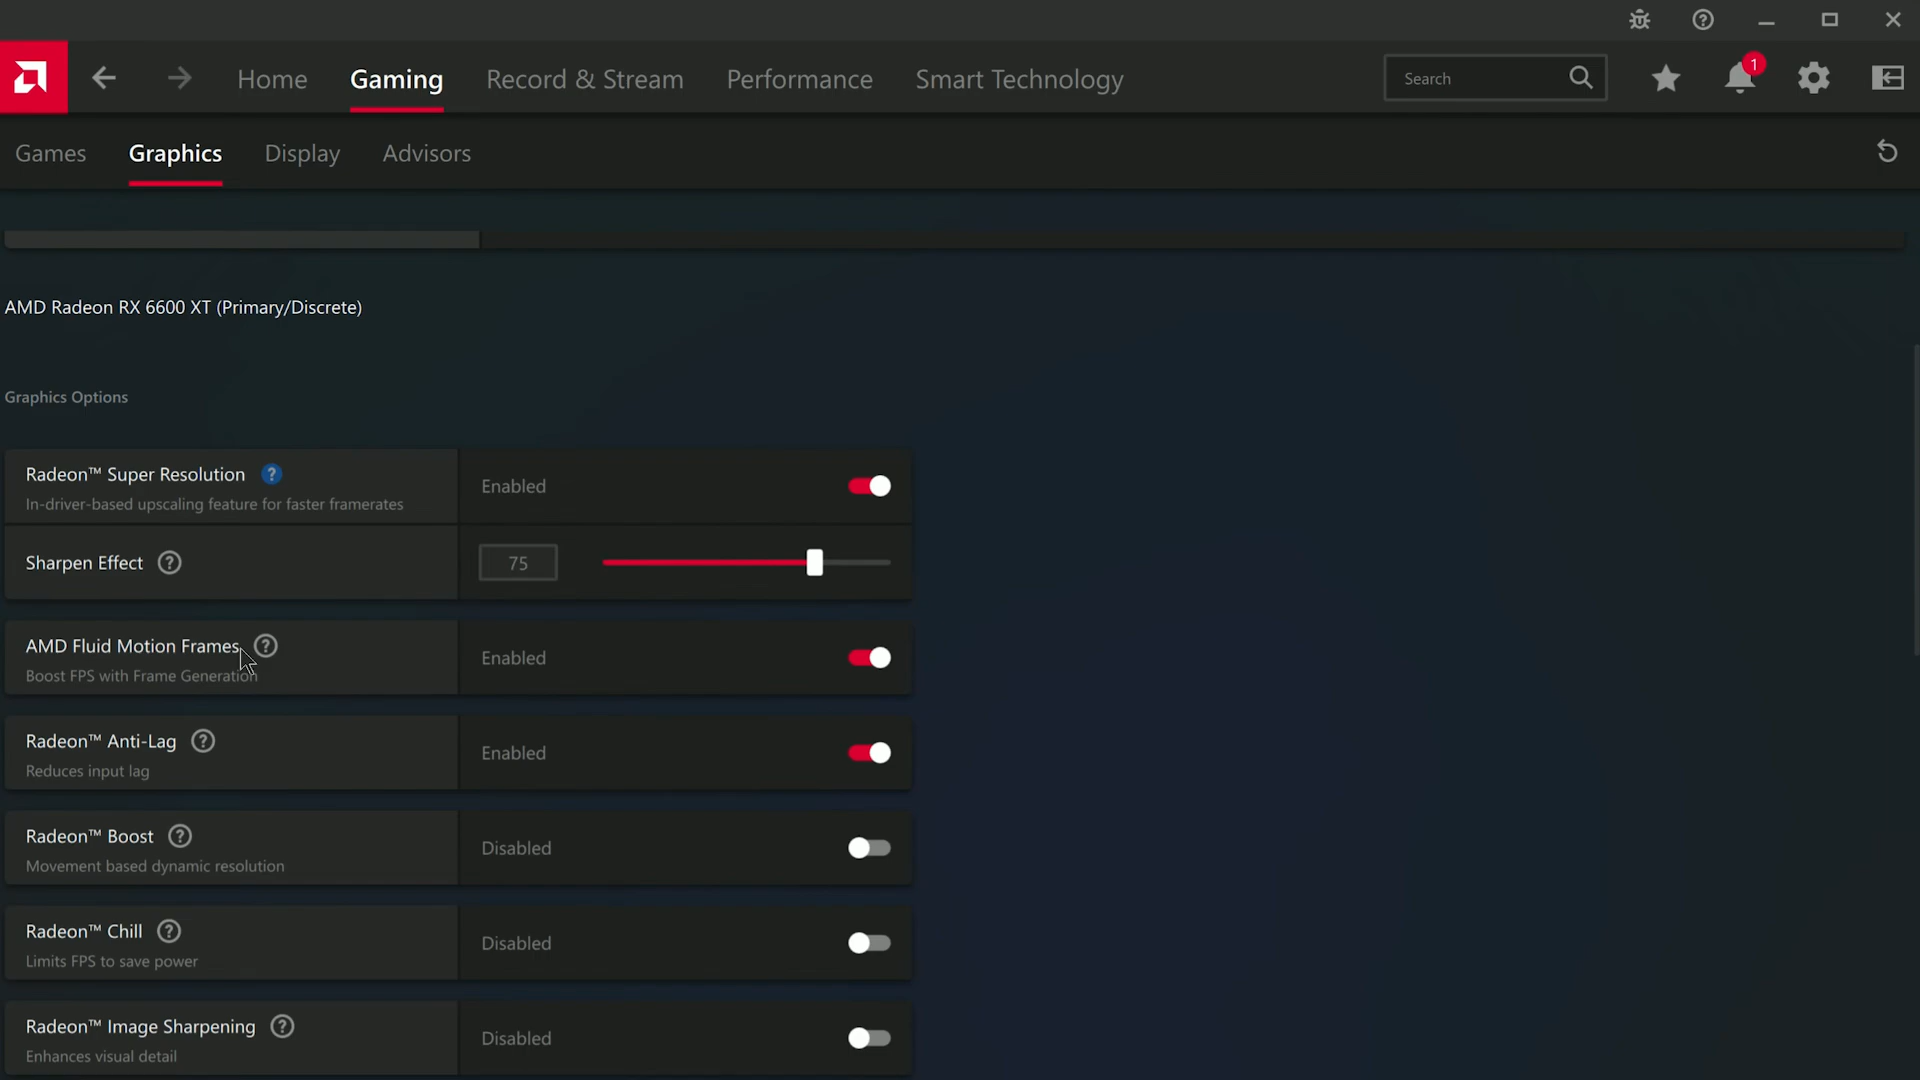 Home
Gaming
Record & Stream
Performance
Smart Technology
Search
1
Games
Graphics
Display
Advisors
AMD Radeon RX 6600 XT (Primary/Discrete)
Graphics Options
Radeon™ Super Resolution ?
In-driver-based upscaling feature for faster framerates
Enabled
Sharpen Effect ?
75
AMD Fluid Motion Frames ?
Boost FPS with Frame Generation
Enabled
Radeon™ Anti-Lag ?
Reduces input lag
Enabled
Radeon™ Boost ?
Movement based dynamic resolution
Disabled
Radeon™ Chill ?
Limits FPS to save power
Disabled
Radeon™ Image Sharpening ?
Enhances visual detail
Disabled